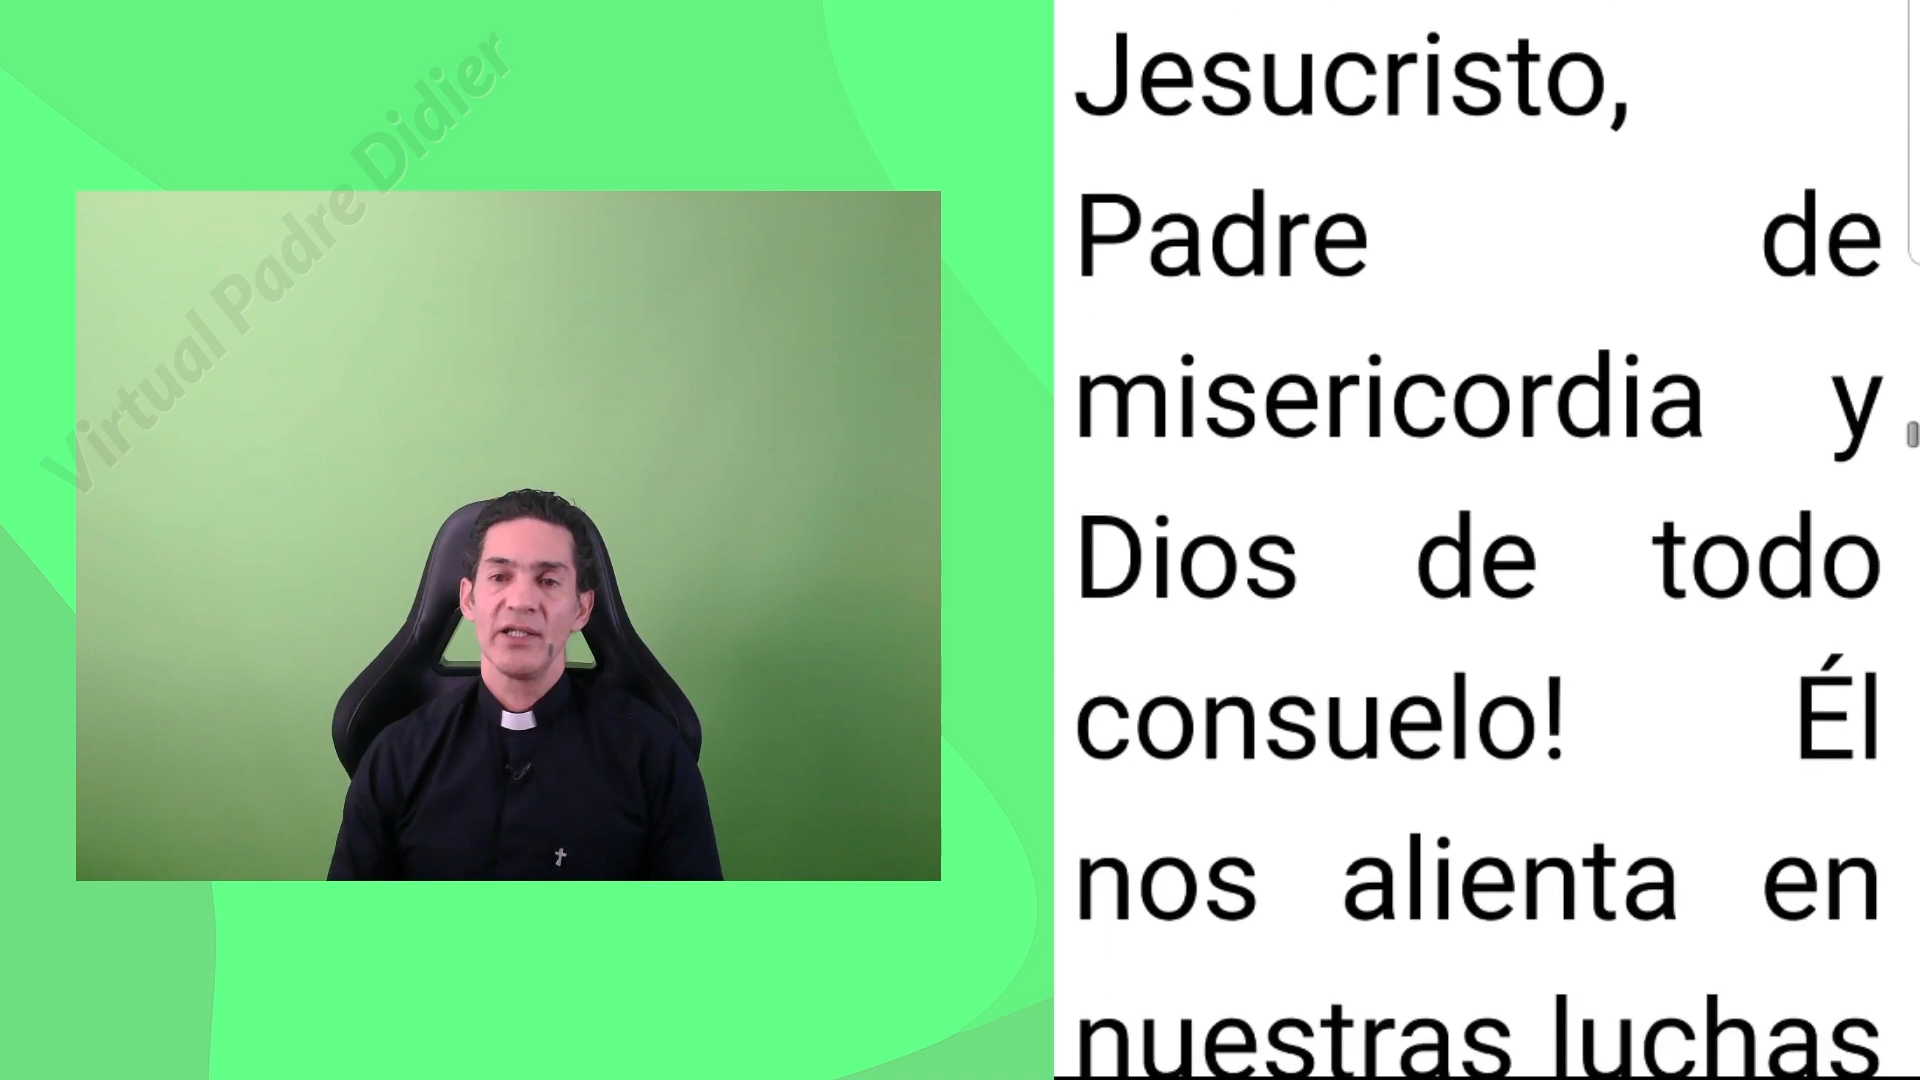 Virtual Padre Didier
Jesucristo,
Padre de
misericordia y
Dios de todo
consuelo! Él
nos alienta en
nuestras luchas